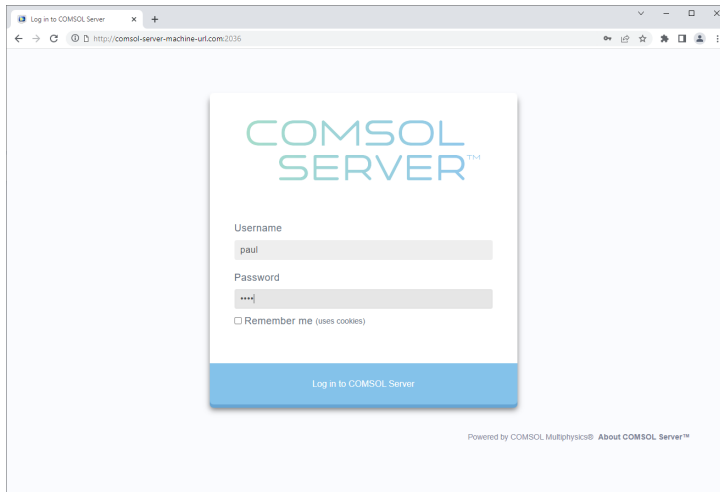 Log in to COMSOL Server
http://comsol-server-machine-url.com:2036
COMSOL
SERVER™
Username
paul
Password
••••
Remember me (uses cookies)
Log in to COMSOL Server
Powered by COMSOL Multiphysics® About COMSOL Server™